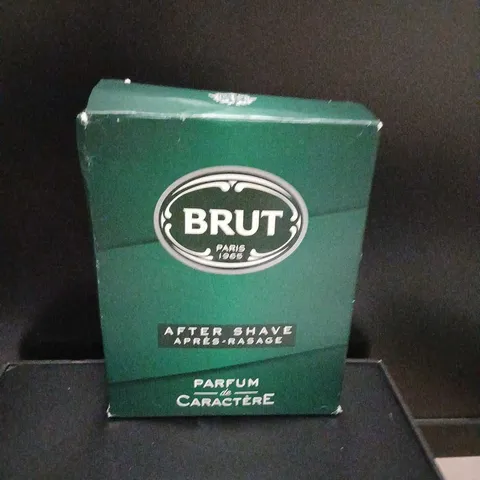 BRUT
PARIS
1965
AFTER SHAVE
APRÈS-RASAGE
PARFUM
de
CARACTÈRE